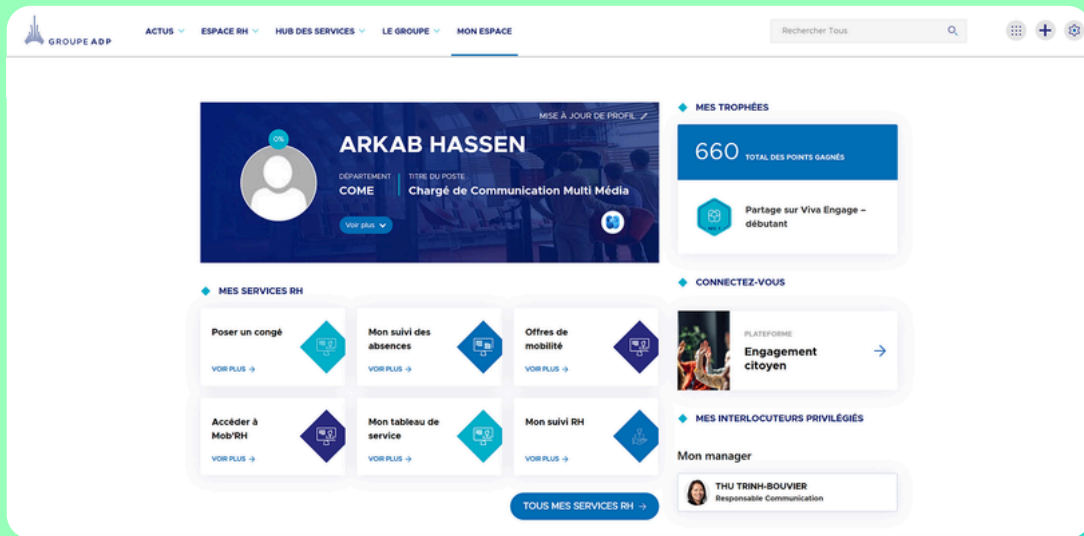 GROUPE ADP
ACTUS
ESPACE RH
HUB DES SERVICES
LE GROUPE
MON ESPACE
Rechercher Tous
MISE À JOUR DE PROFIL
0%
ARKAB HASSEN
DÉPARTEMENT
COME
TITRE DU POSTE
Chargé de Communication Multi Média
Voir plus
MES SERVICES RH
Poser un congé
VOIR PLUS →
Mon suivi des
absences
VOIR PLUS →
Offres de
mobilité
VOIR PLUS →
Accéder à
Mob'RH
VOIR PLUS →
Mon tableau de
service
VOIR PLUS →
Mon suivi RH
VOIR PLUS →
TOUS MES SERVICES RH →
MES TROPHÉES
660 TOTAL DES POINTS GAGNÉS
Partage sur Viva Engage –
débutant
CONNECTEZ-VOUS
PLATEFORME
Engagement
citoyen
MES INTERLOCUTEURS PRIVILÉGIÉS
Mon manager
THU TRINH-BOUVIER
Responsable Communication